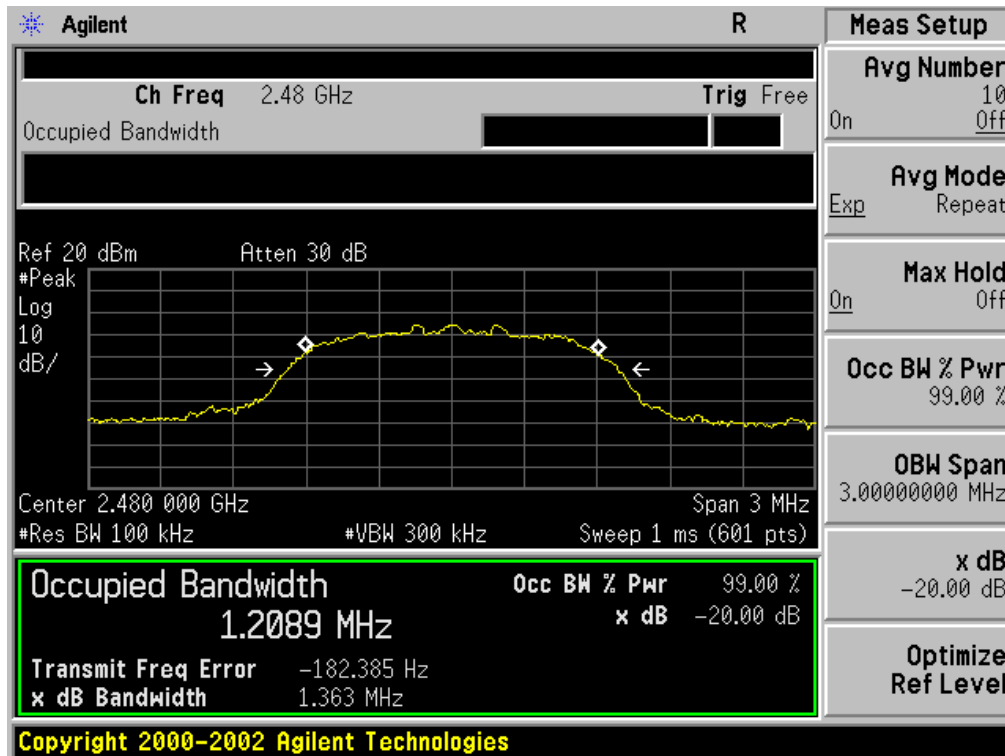 Agilent R
Meas Setup
Ch Freq 2.48 GHz Trig Free
Occupied Bandwidth
Ref 20 dBm Atten 30 dB
#Peak
Log
10
dB/
Center 2.480 000 GHz Span 3 MHz
#Res BW 100 kHz #VBW 300 kHz Sweep 1 ms (601 pts)
Occupied Bandwidth Occ BW % Pwr 99.00 %
1.2089 MHz x dB -20.00 dB
Transmit Freq Error -182.385 Hz
x dB Bandwidth 1.363 MHz
Avg Number
10
On Off
Avg Mode
Exp Repeat
Max Hold
On Off
Occ BW % Pwr
99.00 %
OBW Span
3.00000000 MHz
x dB
-20.00 dB
Optimize
Ref Level
Copyright 2000-2002 Agilent Technologies